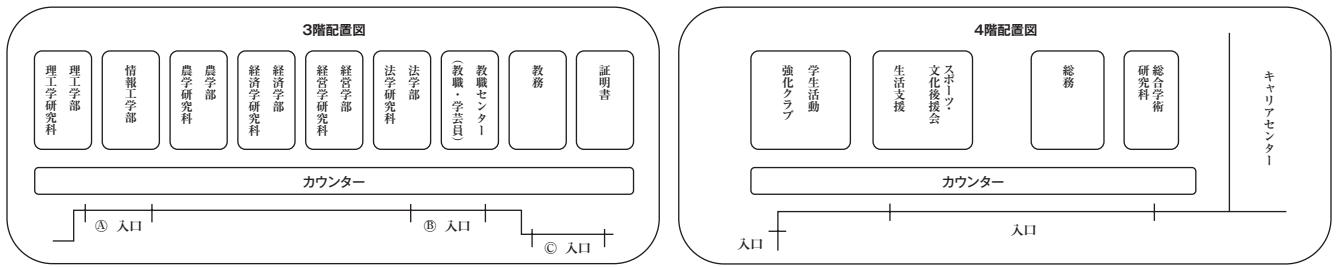 3階配置図
理工学部
理工学研究科
情報工学部
農学部
農学研究科
経済学部
経済学研究科
経営学部
経営学研究科
法学部
法学研究科
教職センター
(教職・学芸員)
教務
証明書
カウンター
Ⓐ 入口
Ⓑ 入口
Ⓒ 入口
4階配置図
学生活動
強化クラブ
スポーツ・
文化後援会
生活支援
総務
総合学術
研究科
キャリアセンター
カウンター
入口
入口